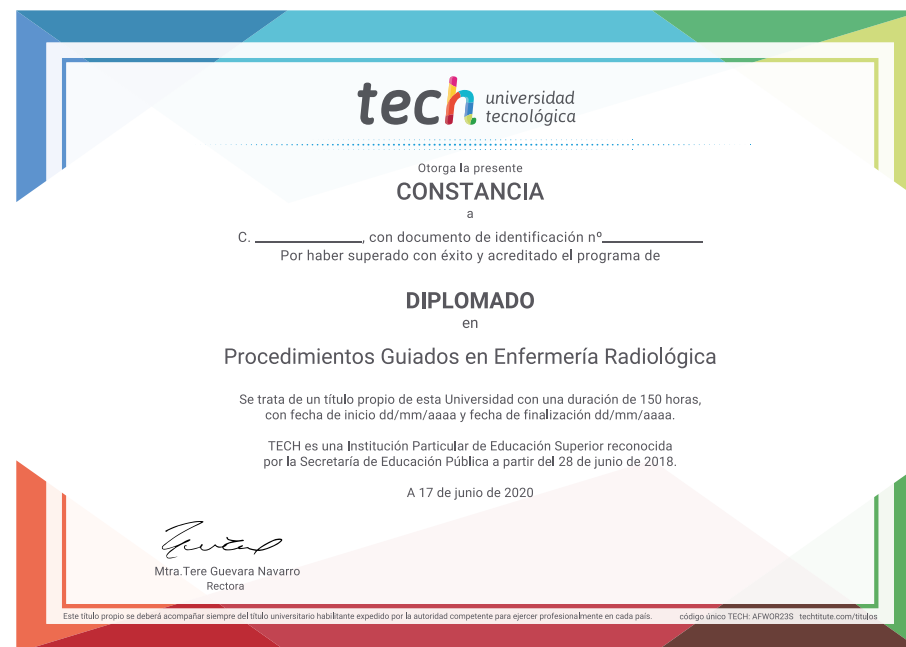 tech universidad
tecnológica
Otorga la presente
CONSTANCIA
a
C. ____________, con documento de identificación nº____________
Por haber superado con éxito y acreditado el programa de
DIPLOMADO
en
Procedimientos Guiados en Enfermería Radiológica
Se trata de un título propio de esta Universidad con una duración de 150 horas,
con fecha de inicio dd/mm/aaaa y fecha de finalización dd/mm/aaaa.
TECH es una Institución Particular de Educación Superior reconocida
por la Secretaría de Educación Pública a partir del 28 de junio de 2018.
A 17 de junio de 2020
Mtra.Tere Guevara Navarro
Rectora
Este título propio se deberá acompañar siempre del título universitario habilitante expedido por la autoridad competente para ejercer profesionalmente en cada país. código único TECH: AFWOR23S techtitute.com/titulos